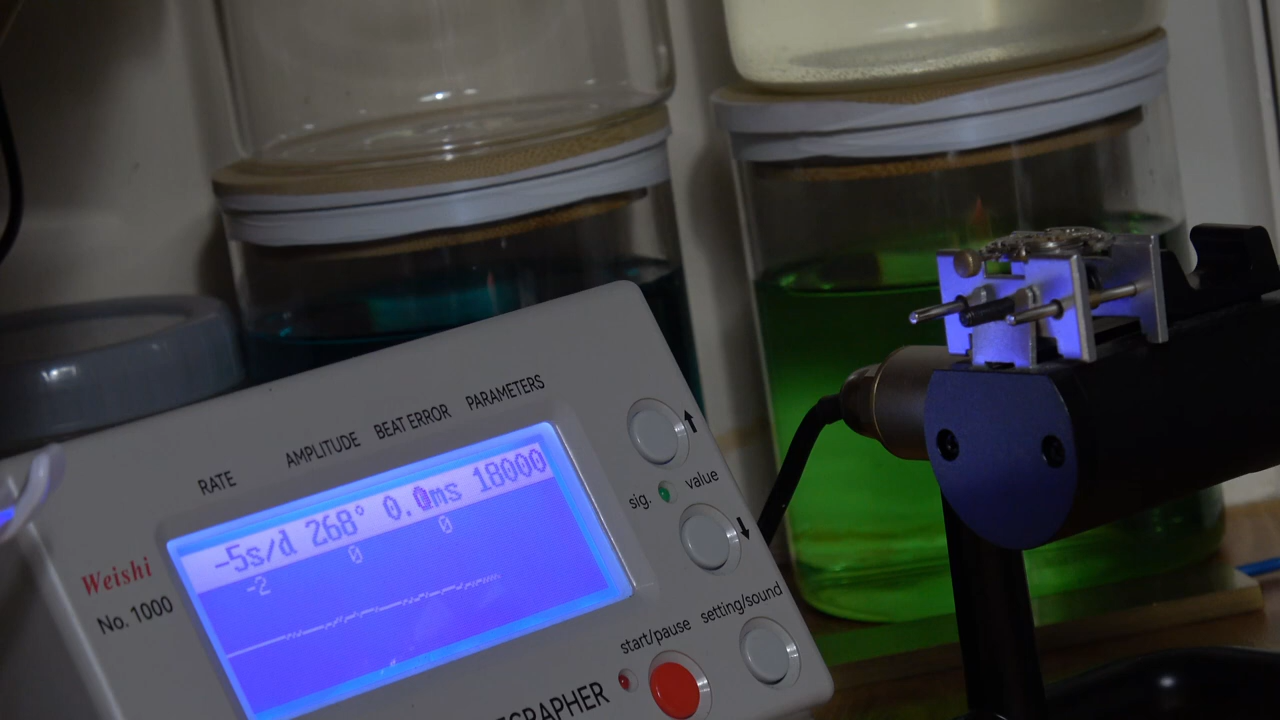 RATE AMPLITUDE BEAT ERROR PARAMETERS
-5s/d 268° 0.0ms 18000
-2 0 0
Weishi
No. 1000
sig. value
start/pause setting/sound